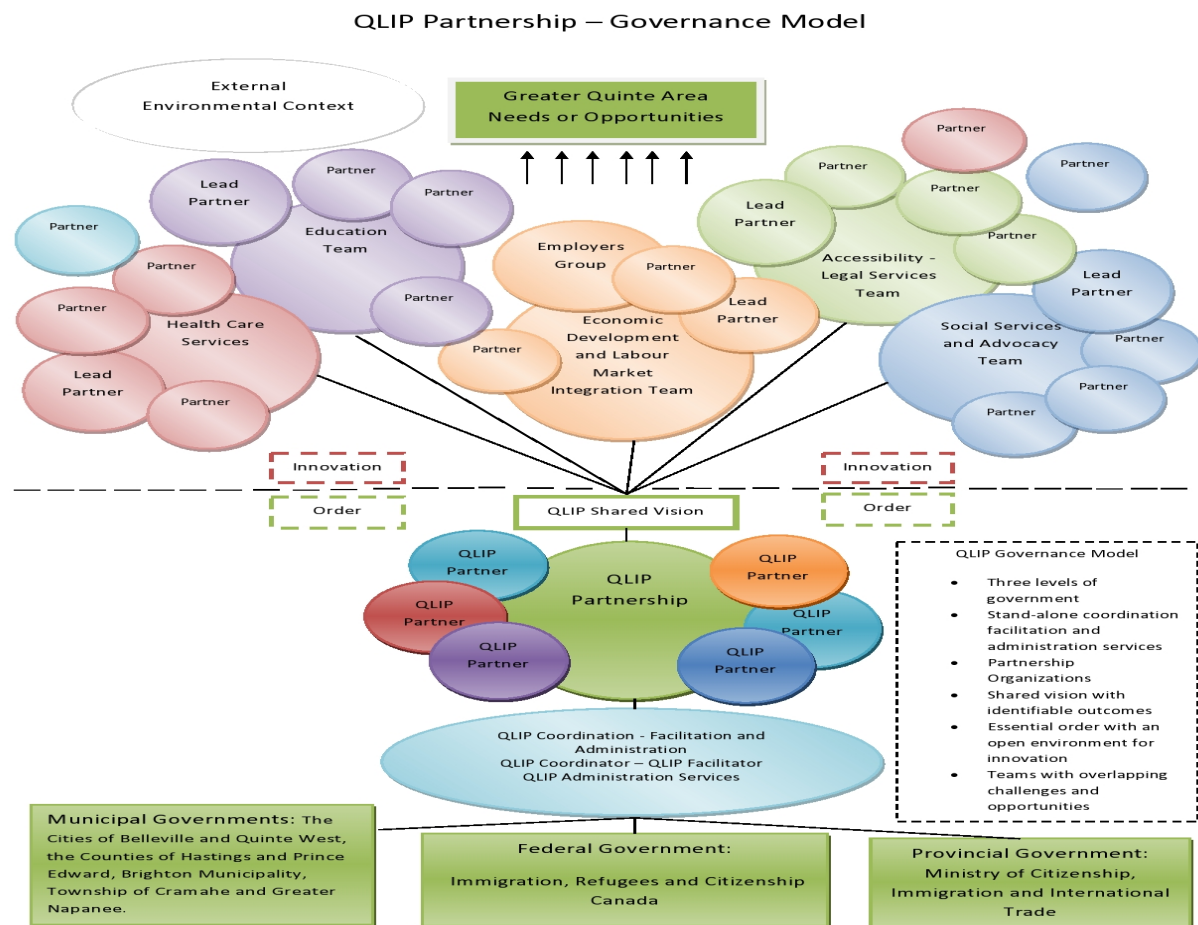 QLIP Partnership – Governance Model
External
Environmental Context
Greater Quinte Area
Needs or Opportunities
Partner
Partner
Lead
Partner
Partner
Partner
Education
Team
Partner
Partner
Partner
Partner
Health Care
Services
Lead
Partner
Partner
Employers
Group
Partner
Lead
Partner
Economic
Development
and Labour
Market
Integration Team
Partner
Lead
Partner
Partner
Partner
Partner
Accessibility -
Legal Services
Team
Partner
Lead
Partner
Social Services
and Advocacy
Team
Partner
Partner
Partner
Innovation
Innovation
Order
QLIP Shared Vision
Order
QLIP
Partner
QLIP
Partner
QLIP
Partner
QLIP
Partnership
QLIP
Partner
QLIP
Partner
QLIP
Partner
QLIP Governance Model
• Three levels of
government
• Stand-alone coordination
facilitation and
administration services
• Partnership
Organizations
• Shared vision with
identifiable outcomes
• Essential order with an
open environment for
innovation
• Teams with overlapping
challenges and
opportunities
QLIP Coordination - Facilitation and
Administration
QLIP Coordinator – QLIP Facilitator
QLIP Administration Services
Municipal Governments: The
Cities of Belleville and Quinte West,
the Counties of Hastings and Prince
Edward, Brighton Municipality,
Township of Cramahe and Greater
Napanee.
Federal Government:
Immigration, Refugees and Citizenship
Canada
Provincial Government:
Ministry of Citizenship,
Immigration and International
Trade